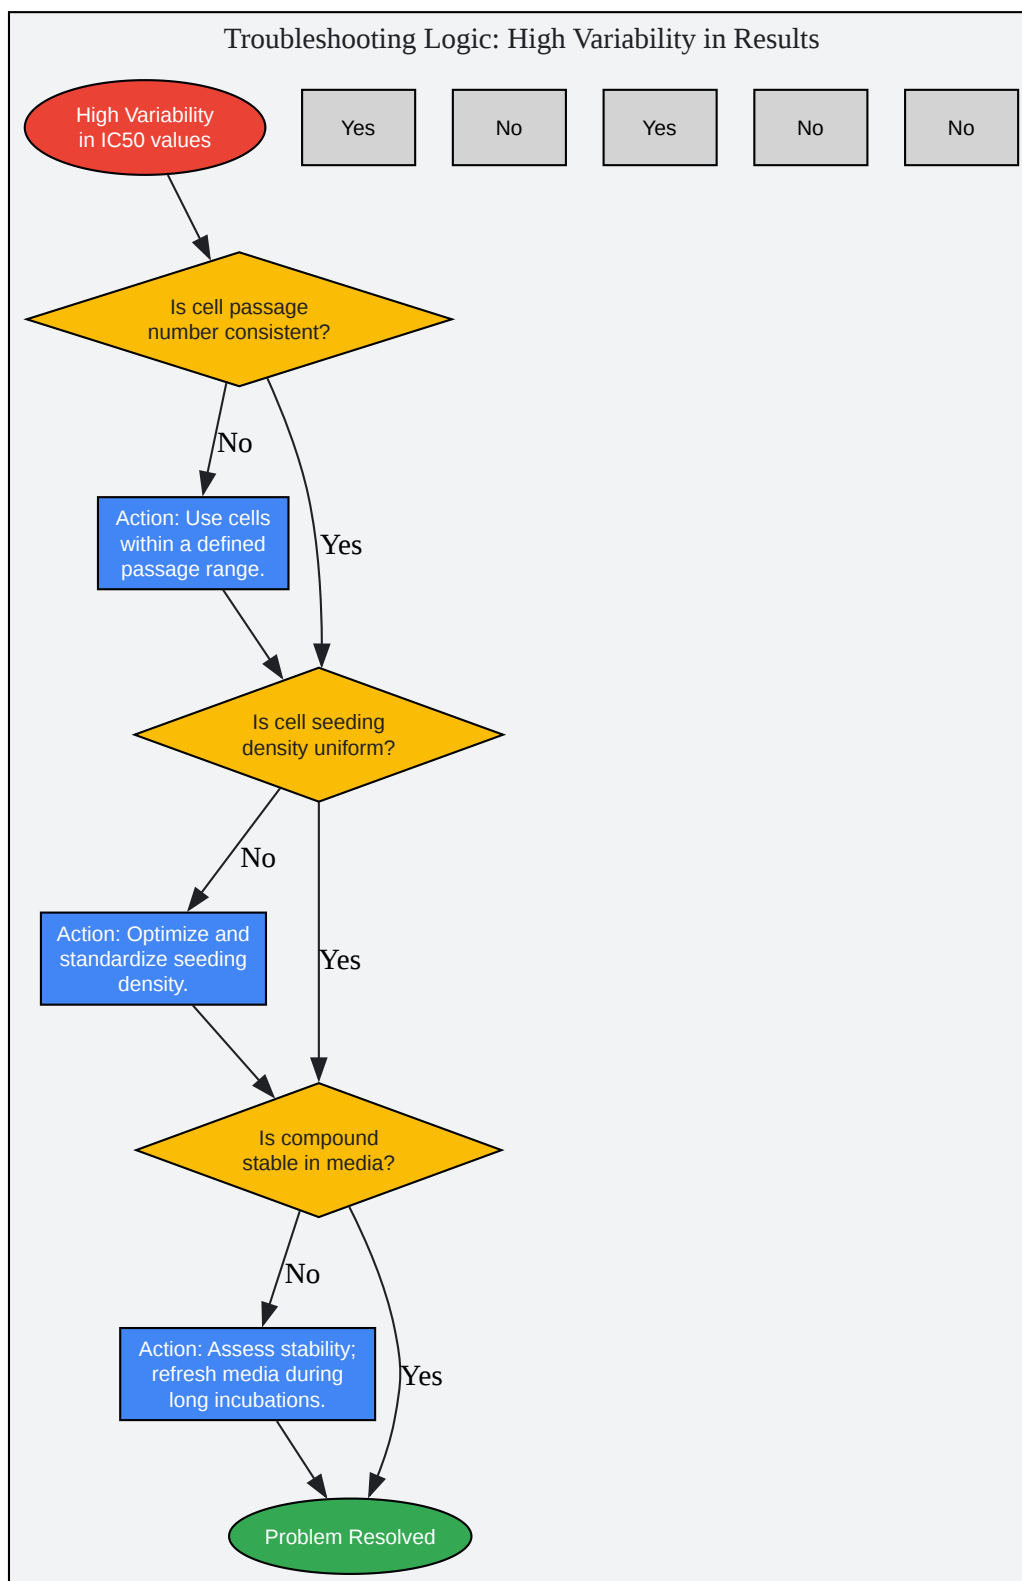 Troubleshooting Logic: High Variability in Results
High Variability
in IC50 values
Yes
No
Yes
No
No
Is cell passage
number consistent?
No
Action: Use cells
within a defined
passage range.
Yes
Is cell seeding
density uniform?
No
Action: Optimize and
standardize seeding
density.
Yes
Is compound
stable in media?
No
Action: Assess stability;
refresh media during
long incubations.
Yes
Problem Resolved